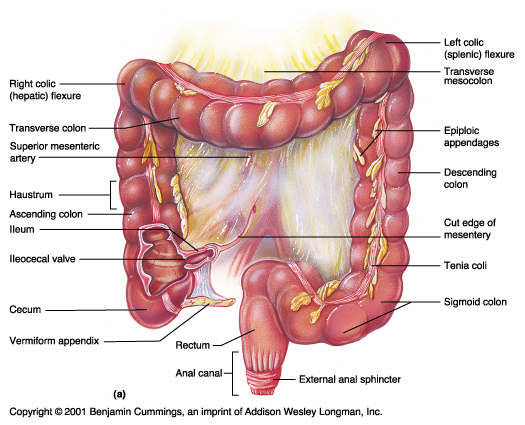 Right colic
(hepatic) flexure
Transverse colon
Superior mesenteric
artery
Haustrum
Ascending colon
Ileum
Ileocecal valve
Cecum
Vermiform appendix
Rectum
Anal canal
Left colic
(splenic) flexure
Transverse
mesocolon
Epiploic
appendages
Descending
colon
Cut edge of
mesentery
Tenia coli
Sigmoid colon
External anal sphincter
(a)
Copyright © 2001 Benjamin Cummings, an imprint of Addison Wesley Longman, Inc.